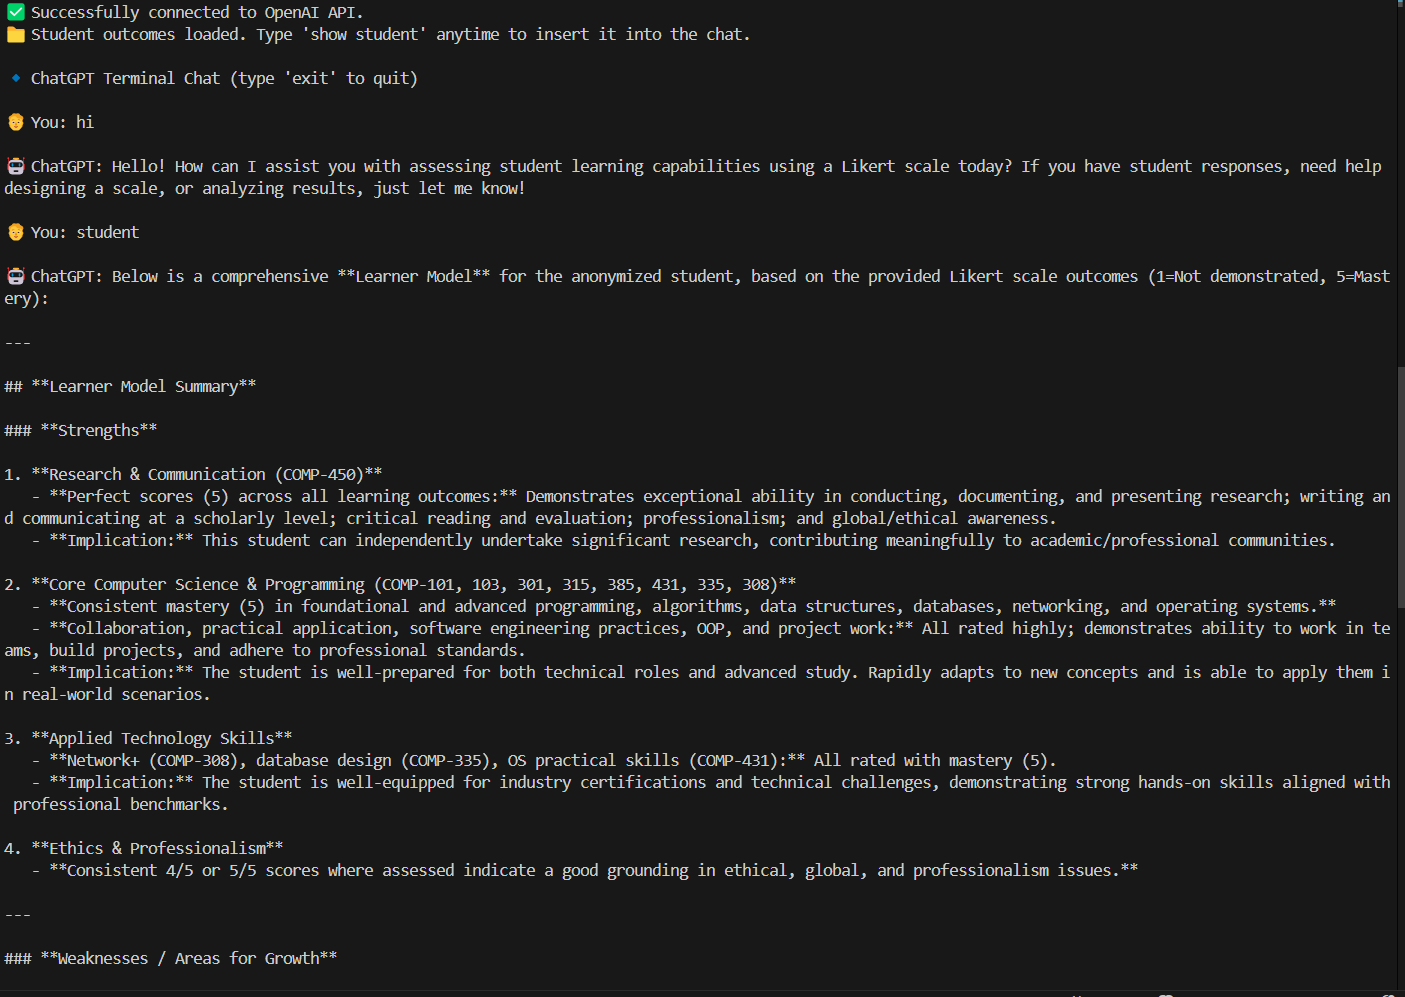 ✅ Successfully connected to OpenAI API.
📁 Student outcomes loaded. Type 'show student' anytime to insert it into the chat.
🔹 ChatGPT Terminal Chat (type 'exit' to quit)
🧑 You: hi
🤖 ChatGPT: Hello! How can I assist you with assessing student learning capabilities using a Likert scale today? If you have student responses, need help
designing a scale, or analyzing results, just let me know!
🧑 You: student
🤖 ChatGPT: Below is a comprehensive **Learner Model** for the anonymized student, based on the provided Likert scale outcomes (1=Not demonstrated, 5=Mast
ery):
---
## **Learner Model Summary**
### **Strengths**
1. **Research & Communication (COMP-450)**
- **Perfect scores (5) across all learning outcomes:** Demonstrates exceptional ability in conducting, documenting, and presenting research; writing an
d communicating at a scholarly level; critical reading and evaluation; professionalism; and global/ethical awareness.
- **Implication:** This student can independently undertake significant research, contributing meaningfully to academic/professional communities.
2. **Core Computer Science & Programming (COMP-101, 103, 301, 315, 385, 431, 335, 308)**
- **Consistent mastery (5) in foundational and advanced programming, algorithms, data structures, databases, networking, and operating systems.**
- **Collaboration, practical application, software engineering practices, OOP, and project work:** All rated highly; demonstrates ability to work in te
ams, build projects, and adhere to professional standards.
- **Implication:** The student is well-prepared for both technical roles and advanced study. Rapidly adapts to new concepts and is able to apply them i
n real-world scenarios.
3. **Applied Technology Skills**
- **Network+ (COMP-308), database design (COMP-335), OS practical skills (COMP-431):** All rated with mastery (5).
- **Implication:** The student is well-equipped for industry certifications and technical challenges, demonstrating strong hands-on skills aligned with
professional benchmarks.
4. **Ethics & Professionalism**
- **Consistent 4/5 or 5/5 scores where assessed indicate a good grounding in ethical, global, and professionalism issues.**
---
### **Weaknesses / Areas for Growth**